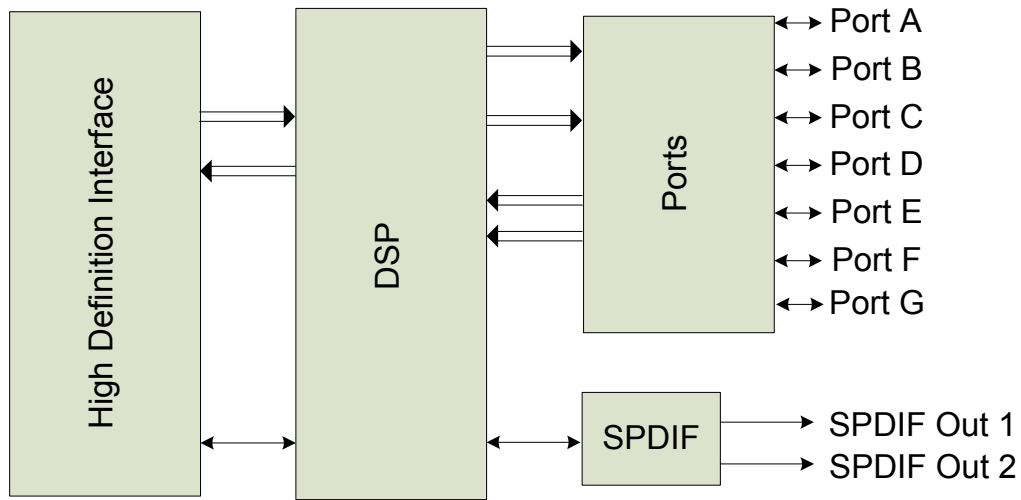 High Definition Interface
DSP
Ports
Port A
Port B
Port C
Port D
Port E
Port F
Port G
SPDIF
SPDIF Out 1
SPDIF Out 2